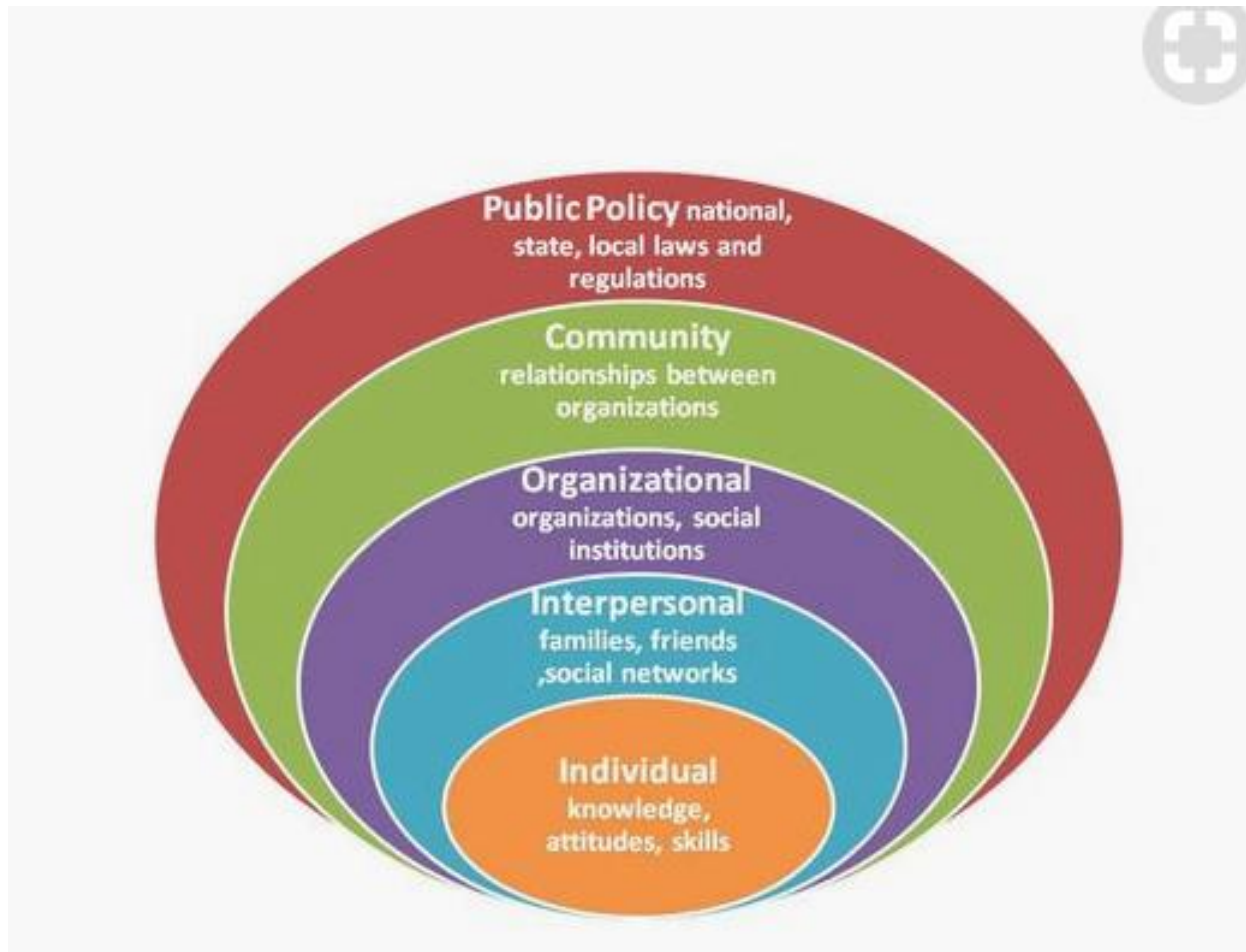 Public Policy national,
state, local laws and
regulations
Community
relationships between
organizations
Organizational
organizations, social
institutions
Interpersonal
families, friends
,social networks
Individual
knowledge,
attitudes, skills